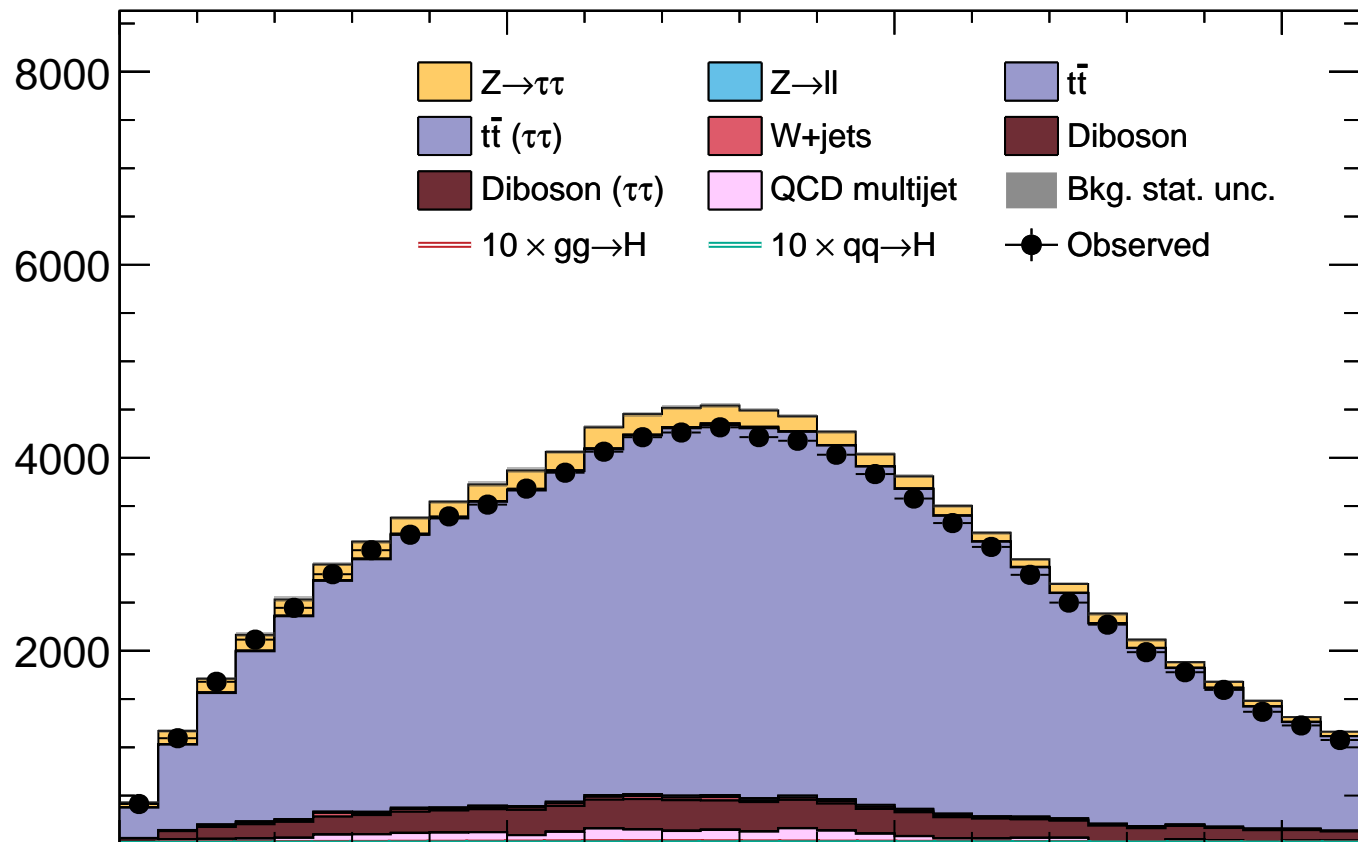 8000
Z→ττ Z→ll tt̄
tt̄ (ττ) W+jets Diboson
Diboson (ττ) QCD multijet Bkg. stat. unc.
10 × gg→H 10 × qq→H Observed
6000
4000
2000